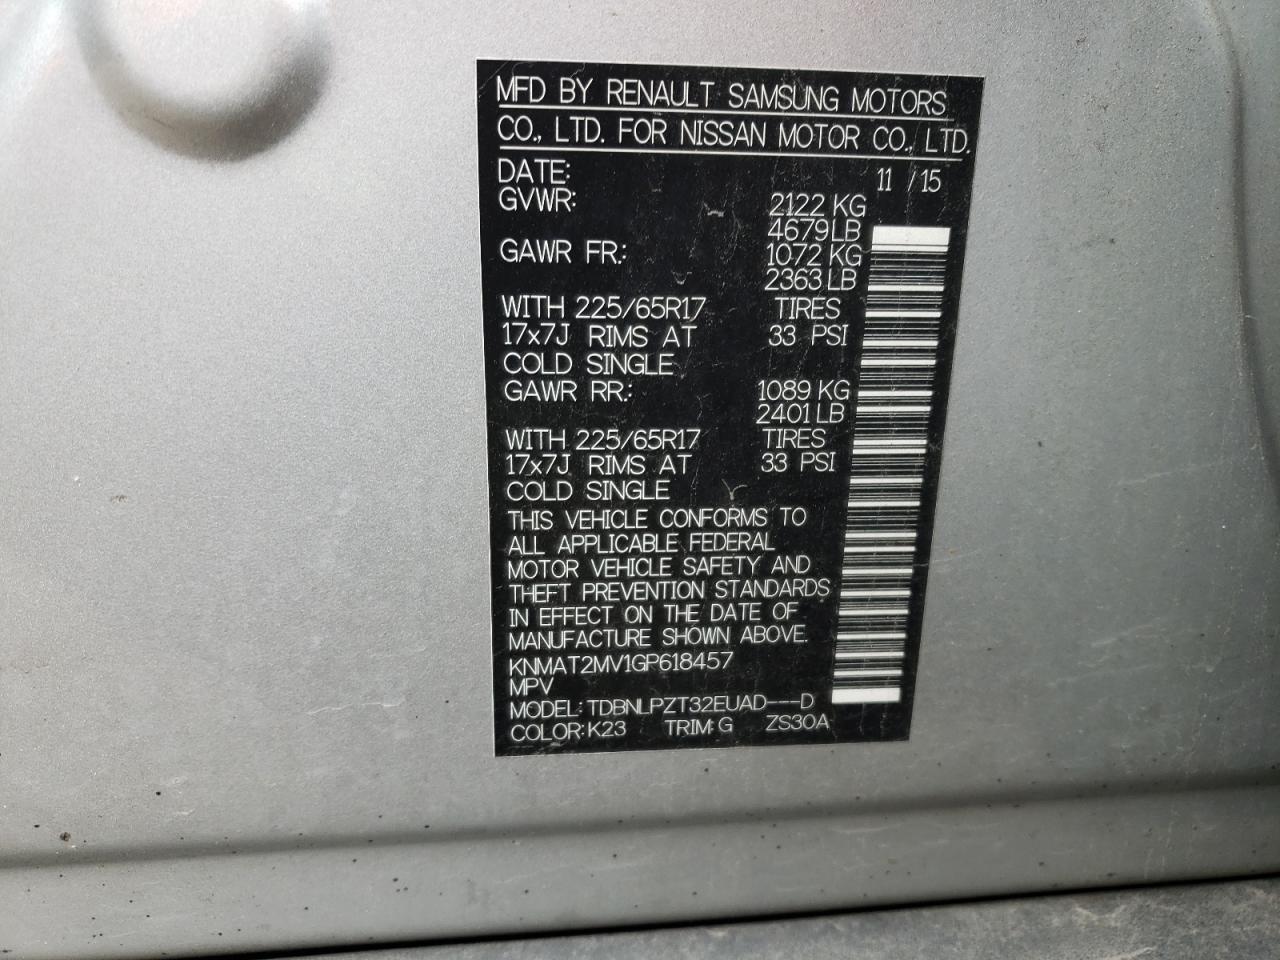 MFD BY RENAULT SAMSUNG MOTORS
CO., LTD. FOR NISSAN MOTOR CO., LTD.
DATE: 11 / 15
GVWR: 2122 KG
4679 LB
GAWR FR.: 1072 KG
2363 LB
WITH 225/65R17 TIRES
17x7J RIMS AT 33 PSI
COLD SINGLE
GAWR RR.: 1089 KG
2401 LB
WITH 225/65R17 TIRES
17x7J RIMS AT 33 PSI
COLD SINGLE
THIS VEHICLE CONFORMS TO
ALL APPLICABLE FEDERAL
MOTOR VEHICLE SAFETY AND
THEFT PREVENTION STANDARDS
IN EFFECT ON THE DATE OF
MANUFACTURE SHOWN ABOVE.
KNMAT2MV1GP618457
MPV
MODEL: TDBNLPZT32EUAD---D
COLOR: K23 TRIM: G ZS30A